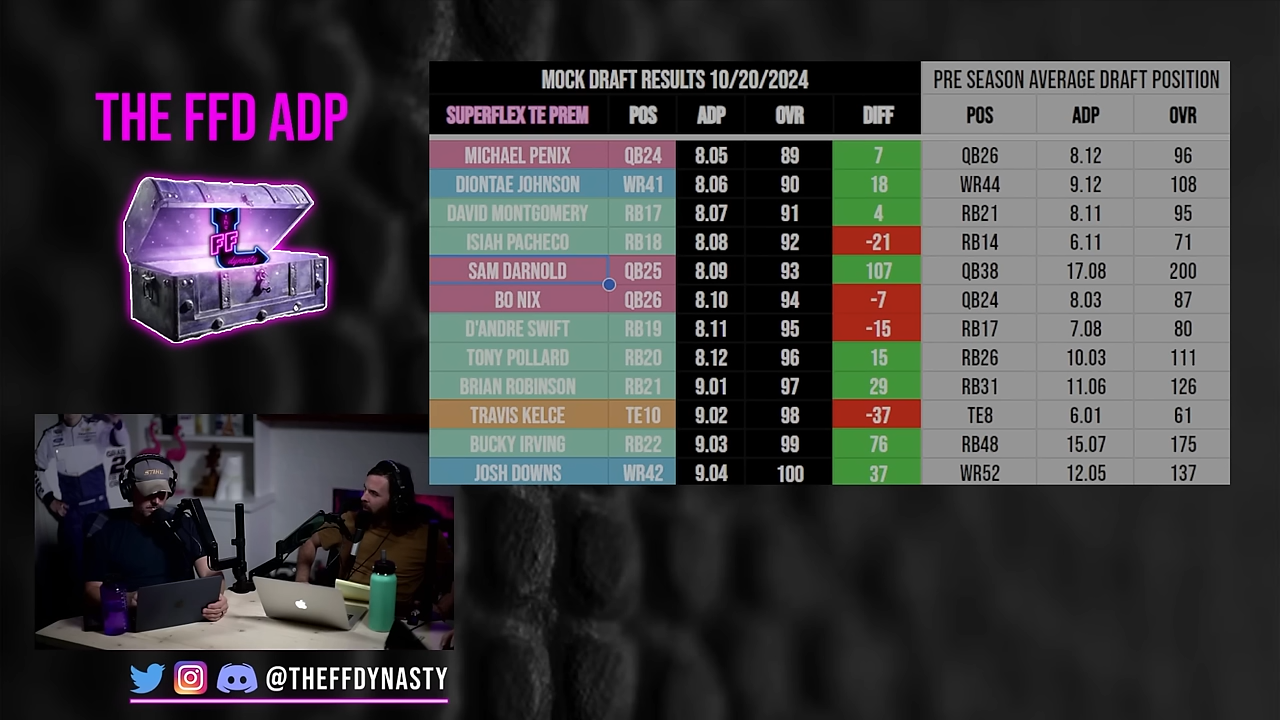 THE FFD ADP
FF
dynasty
MOCK DRAFT RESULTS 10/20/2024 PRE SEASON AVERAGE DRAFT POSITION
SUPERFLEX TE PREM POS ADP OVR DIFF POS ADP OVR
MICHAEL PENIX QB24 8.05 89 7 QB26 8.12 96
DIONTAE JOHNSON WR41 8.06 90 18 WR44 9.12 108
DAVID MONTGOMERY RB17 8.07 91 4 RB21 8.11 95
ISIAH PACHECO RB18 8.08 92 -21 RB14 6.11 71
SAM DARNOLD QB25 8.09 93 107 QB38 17.08 200
BO NIX QB26 8.10 94 -7 QB24 8.03 87
D'ANDRE SWIFT RB19 8.11 95 -15 RB17 7.08 80
TONY POLLARD RB20 8.12 96 15 RB26 10.03 111
BRIAN ROBINSON RB21 9.01 97 29 RB31 11.06 126
TRAVIS KELCE TE10 9.02 98 -37 TE8 6.01 61
BUCKY IRVING RB22 9.03 99 76 RB48 15.07 175
JOSH DOWNS WR42 9.04 100 37 WR52 12.05 137
STIHL
@THEFFDYNASTY